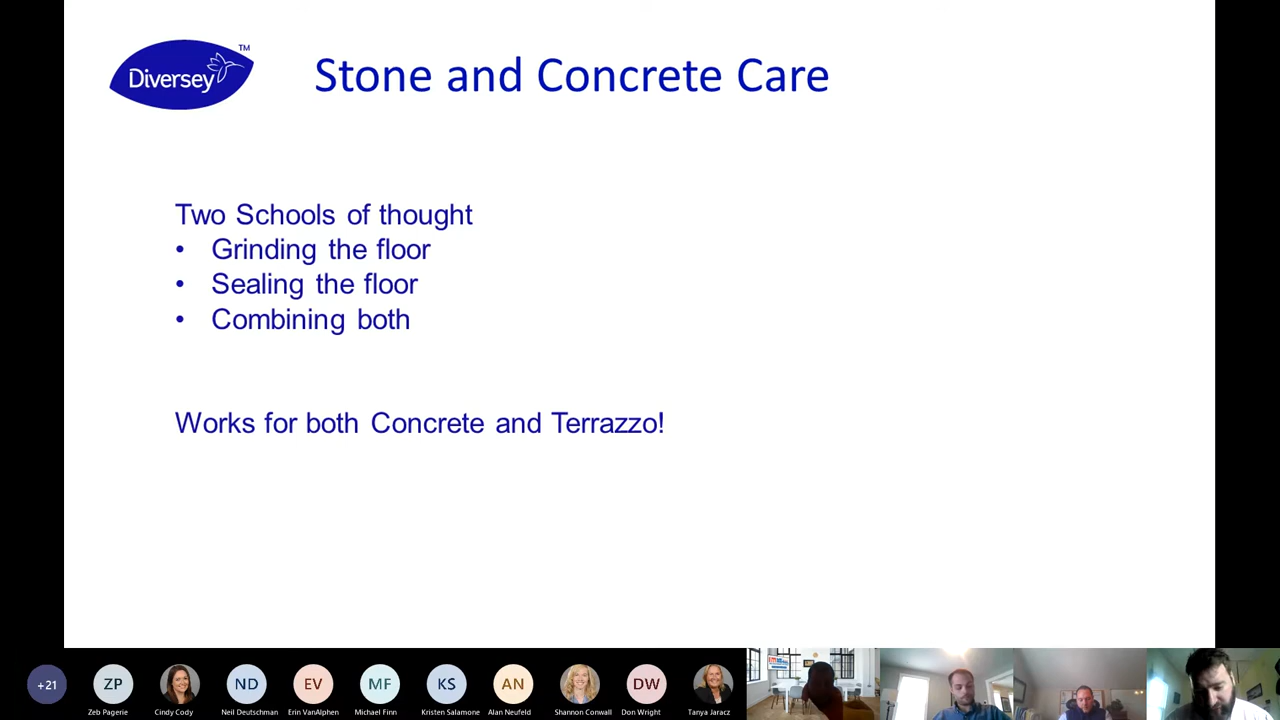 Diversey
TM
Stone and Concrete Care
Two Schools of thought
• Grinding the floor
• Sealing the floor
• Combining both
Works for both Concrete and Terrazzo!
+21
ZP
ND
EV
MF
KS
AN
DW
Zeb Pagerie
Cindy Cody
Neil Deutschman
Erin VanAlphen
Michael Finn
Kristen Salamone
Alan Neufeld
Shannon Conwall
Don Wright
Tanya Jaracz